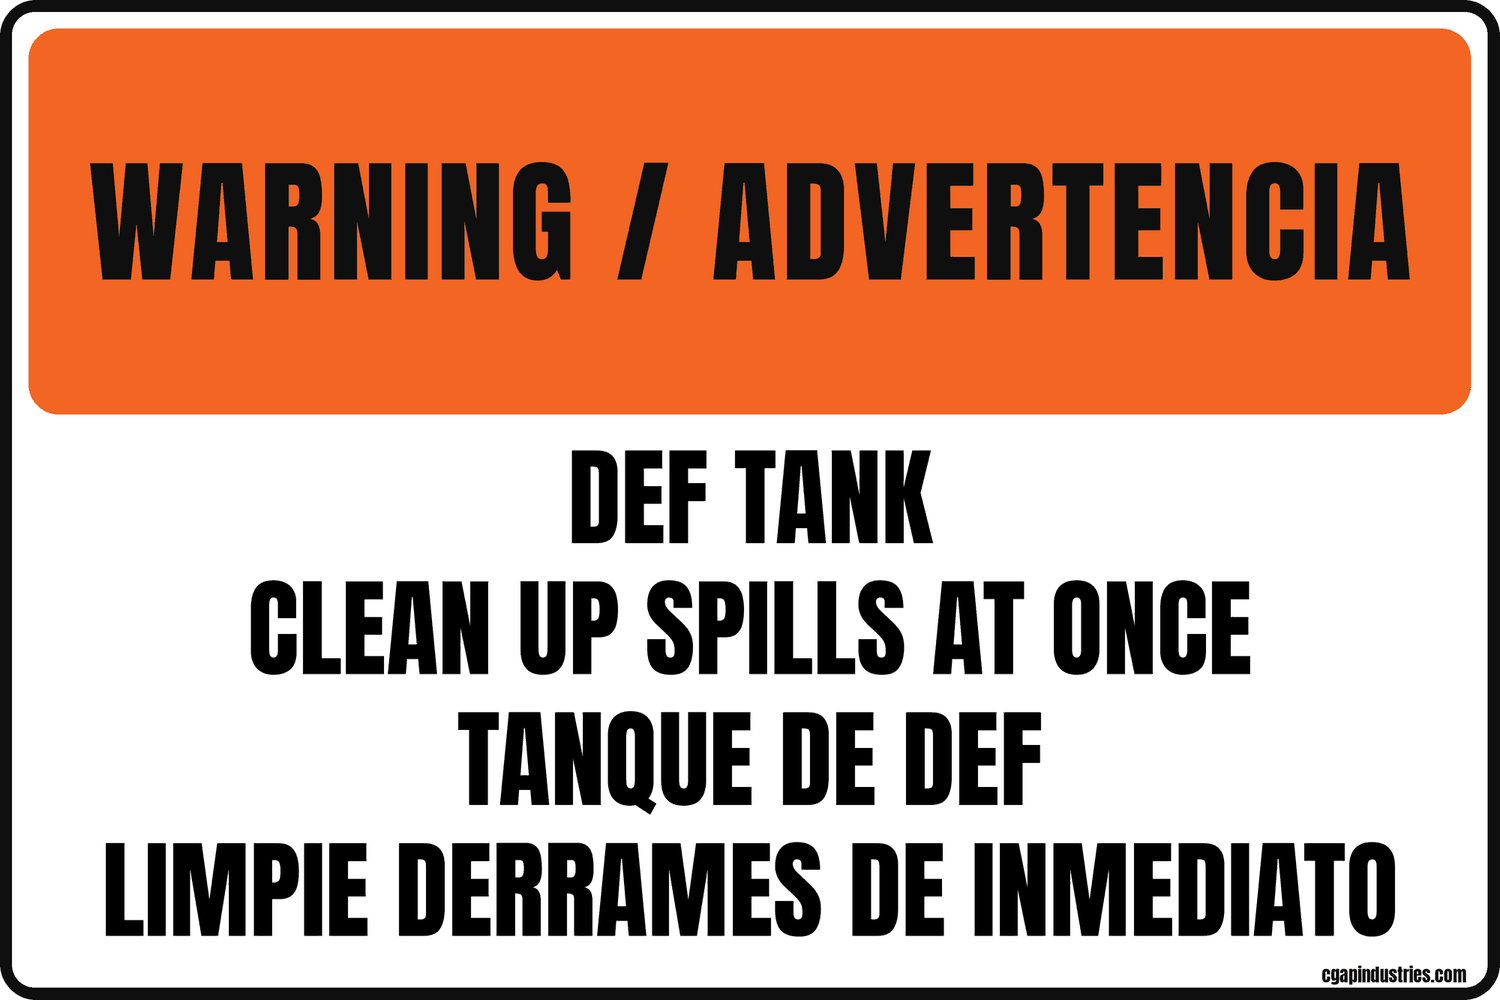 WARNING / ADVERTENCIA
DEF TANK
CLEAN UP SPILLS AT ONCE
TANQUE DE DEF
LIMPIE DERRAMES DE INMEDIATO
cgapindustries.com